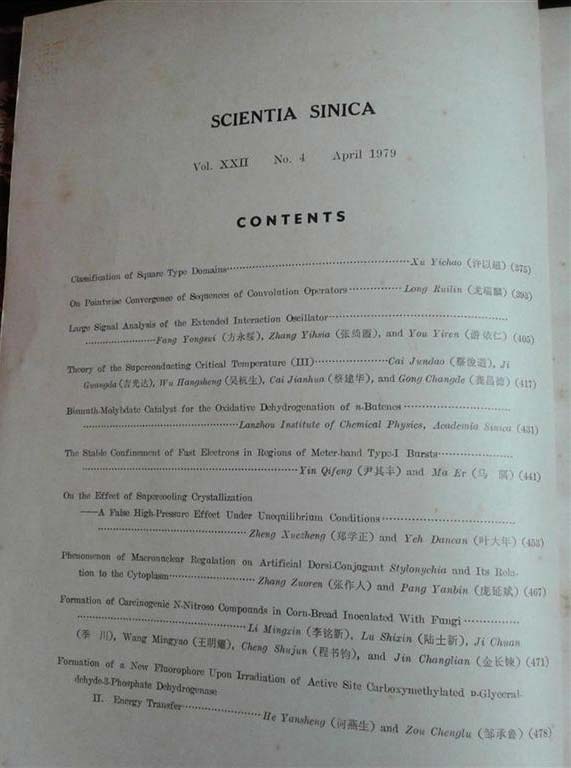 SCIENTIA SINICA
Vol. XXII No. 4 April 1979
CONTENTS
Classification of Square Type Domains Xu Yichao (许以超) (375)
On Pointwise Convergence of Sequences of Convolution Operators Long Ruilin (龙瑞麟) (393)
Large Signal Analysis of the Extended Interaction Oscillator
Fang Yongsui (方永绥), Zhang Yihsia (张绮霞), and You Yiren (游依仁) (405)
Theory of the Superconducting Critical Temperature (III) Cai Jundao (蔡俊道), Ji
Guangda (吉光达), Wu Hangsheng (吴杭生), Cai Jianhua (蔡建华), and Gong Changde (龚昌德) (417)
Bismuth-Molybdate Catalyst for the Oxidative Dehydrogenation of n-Butenes
Lanzhou Institute of Chemical Physics, Academia Sinica (431)
The Stable Confinement of Fast Electrons in Regions of Meter-band Type-I Bursts
Yin Qifeng (尹其丰) and Ma Er (马 ) (441)
On the Effect of Supercooling Crystallization
——A False High-Pressure Effect Under Unequilibrium Conditions
Zheng Xuezheng (郑学正) and Yeh Dancan (叶大年) (453)
Phenomenon of Macronuclear Regulation on Artificial Dorsi-Conjugant Stylonychia and Its Rela-
tion to the Cytoplasm Zhang Zuoren (张作人) and Pang Yanbin (庞延斌) (467)
Formation of Carcinogenic N-Nitroso Compounds in Corn-Bread Inoculated With Fungi
Li Mingxin (李铭新), Lu Shixin (陆士新), Ji Chuan
(季 川), Wang Mingyao (王明耀), Cheng Shujun (程书钧), and Jin Changlian (金长 ) (471)
Formation of a New Fluorophore Upon Irradiation of Active Site Carboxymethylated D-Glyceral-
dehyde-3-Phosphate Dehydrogenase
II. Energy Transfer He Yansheng (何燕生) and Zou Chenglu (邹承鲁) (478)